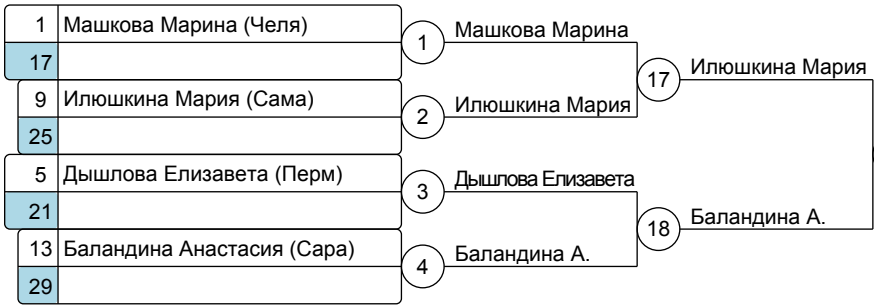 1 Машкова Марина (Челя)
17
1 Машкова Марина
9 Илюшкина Мария (Сама)
25
2 Илюшкина Мария
17 Илюшкина Мария
5 Дышлова Елизавета (Перм)
21
3 Дышлова Елизавета
13 Баландина Анастасия (Сара)
29
4 Баландина А.
18 Баландина А.